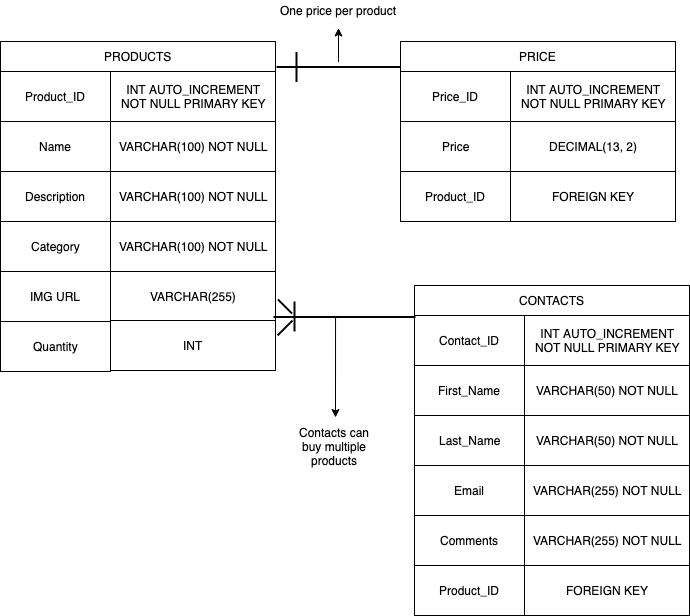 One price per product
PRODUCTS
Product_ID
INT AUTO_INCREMENT
NOT NULL PRIMARY KEY
Name
VARCHAR(100) NOT NULL
Description
VARCHAR(100) NOT NULL
Category
VARCHAR(100) NOT NULL
IMG URL
VARCHAR(255)
Quantity
INT
PRICE
Price_ID
INT AUTO_INCREMENT
NOT NULL PRIMARY KEY
Price
DECIMAL(13, 2)
Product_ID
FOREIGN KEY
Contacts can
buy multiple
products
CONTACTS
Contact_ID
INT AUTO_INCREMENT
NOT NULL PRIMARY KEY
First_Name
VARCHAR(50) NOT NULL
Last_Name
VARCHAR(50) NOT NULL
Email
VARCHAR(255) NOT NULL
Comments
VARCHAR(255) NOT NULL
Product_ID
FOREIGN KEY